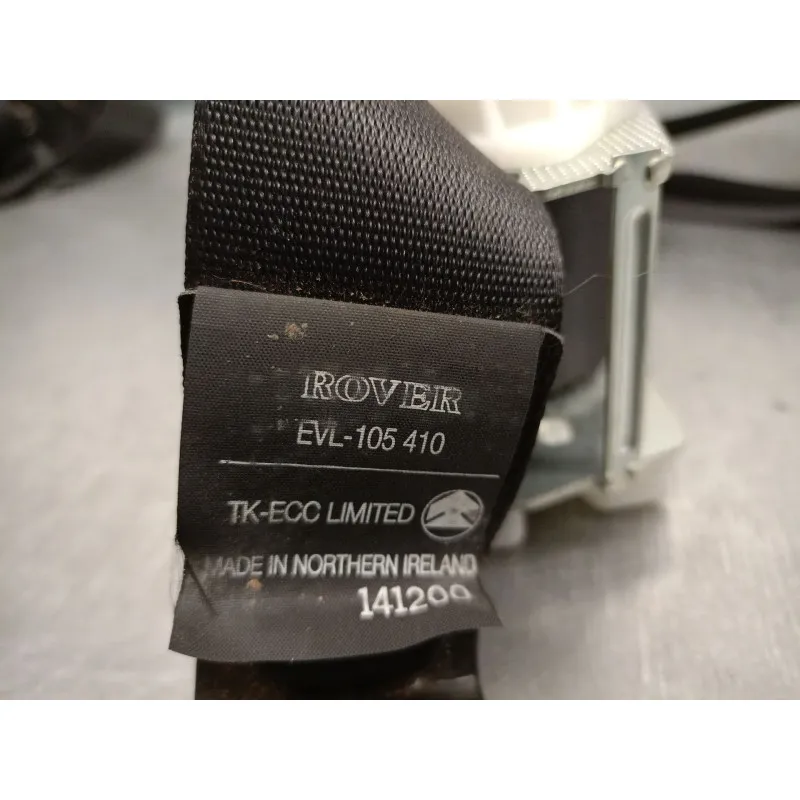 ROVER
EVL-105 410
TK-ECC LIMITED
MADE IN NORTHERN IRELAND
141200